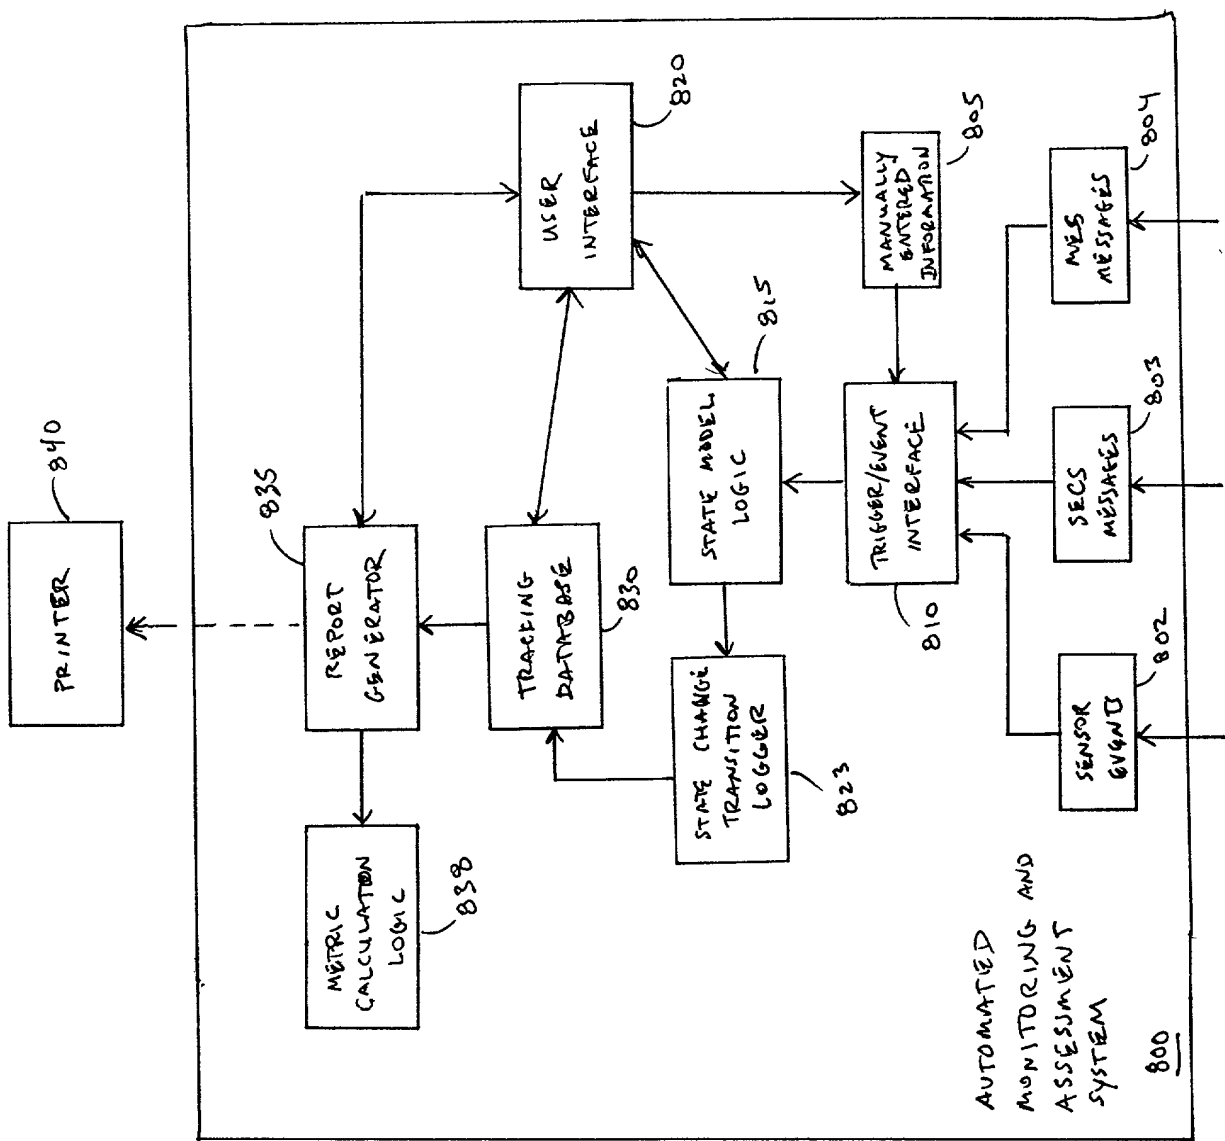 PRINTER
840
REPORT
GENERATOR
835
METRIC
CALCULATION
LOGIC
838
TRACKING
DATABASE
830
USER
INTERFACE
820
STATE MODEL
LOGIC
815
STATE CHANGE
TRANSITION
LOGGER
823
MANUALLY
ENTERED
INFORMATION
805
TRIGGER/EVENT
INTERFACE
810
SENSOR
EVENTS
802
SECS
MESSAGES
803
MES
MESSAGES
804
AUTOMATED
MONITORING AND
ASSESSMENT
SYSTEM
800